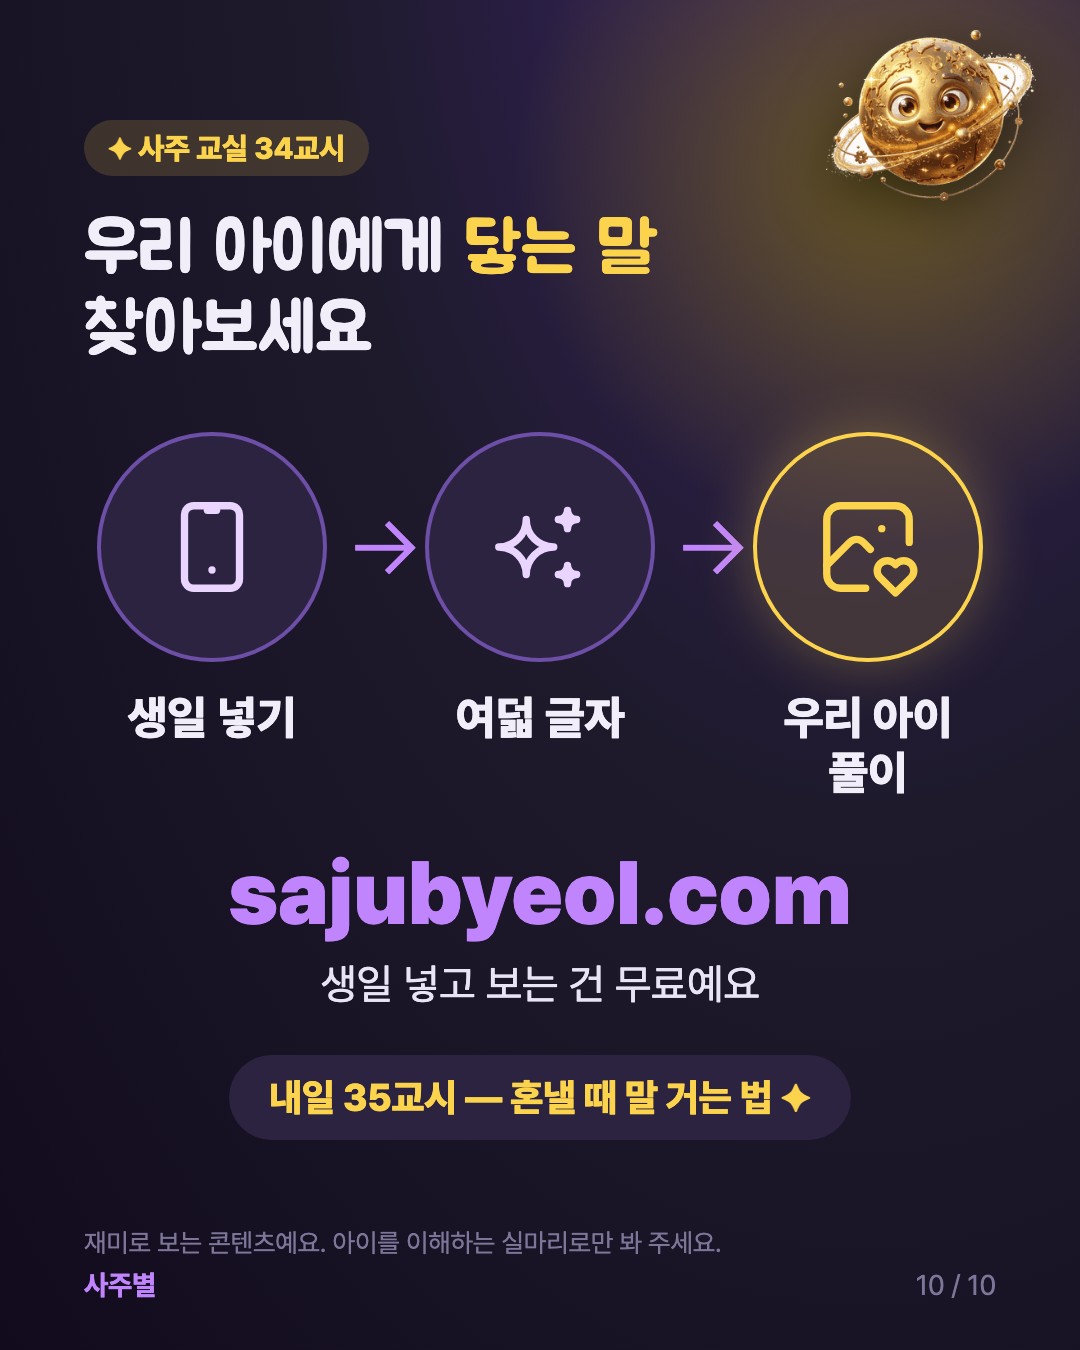 ✦ 사주 교실 34교시
우리 아이에게 닿는 말
찾아보세요
생일 넣기
여덟 글자
우리 아이
풀이
sajubyeol.com
생일 넣고 보는 건 무료예요
내일 35교시 — 혼낼 때 말 거는 법 ✦
재미로 보는 콘텐츠예요. 아이를 이해하는 실마리로만 봐 주세요.
사주별
10 / 10